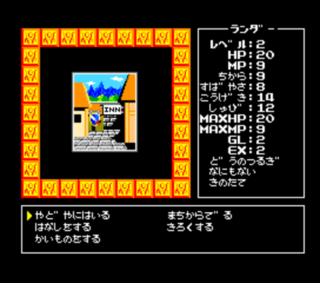 ランダー
レベル:2
HP:20
MP:9
ちから:9
すばやさ:8
こうげき:14
しゅび:12
MAXHP:20
MAXMP:9
GL:2
EX:2
どうのつるぎ
なにもない
きのたて
INN
やどやにはいる
まちからでる
はなしをする
きろくする
かいものをする